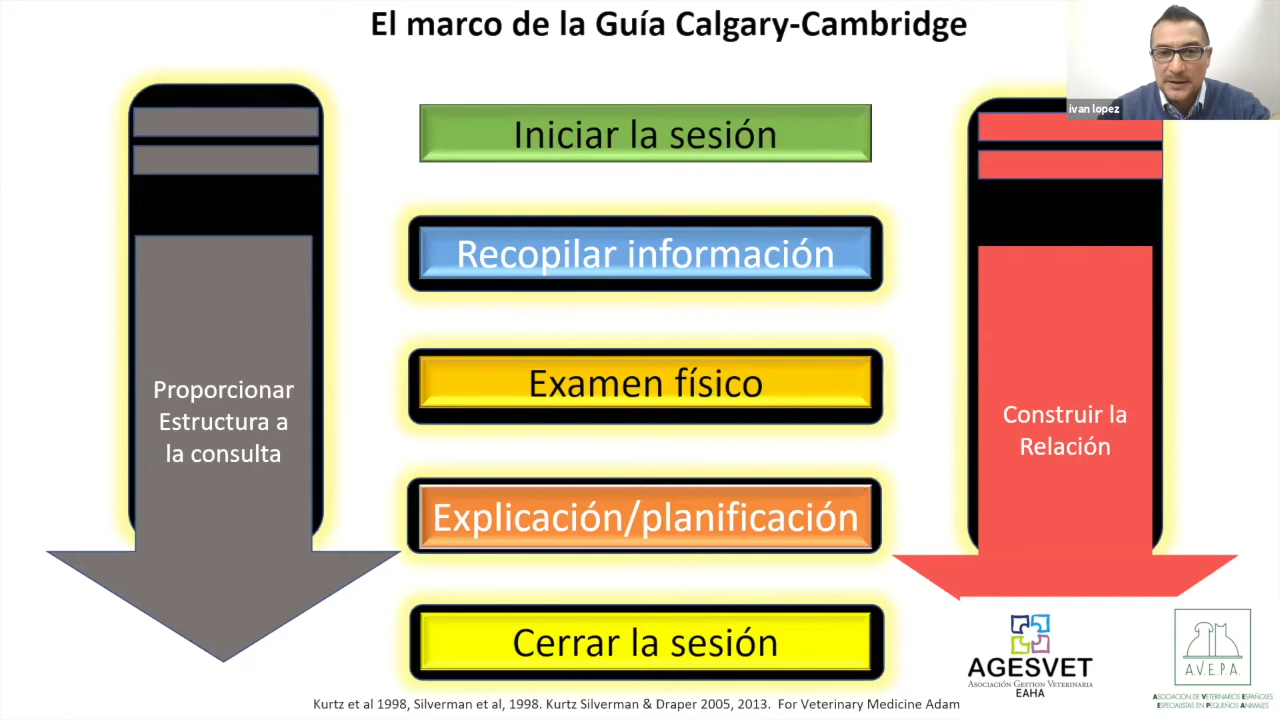 El marco de la Guía Calgary-Cambridge
ivan lopez
Iniciar la sesión
Recopilar información
Examen físico
Explicación/planificación
Cerrar la sesión
Proporcionar
Estructura a
la consulta
Construir la
Relación
AGESVET
ASOCIACIÓN GESTIÓN VETERINARIA
EAHA
A.V.E.P.A.
ASOCIACION DE VETERINARIOS ESPAÑOLES
ESPECIALISTAS EN PEQUEÑOS ANIMALES
Kurtz et al 1998, Silverman et al, 1998. Kurtz Silverman & Draper 2005, 2013. For Veterinary Medicine Adam